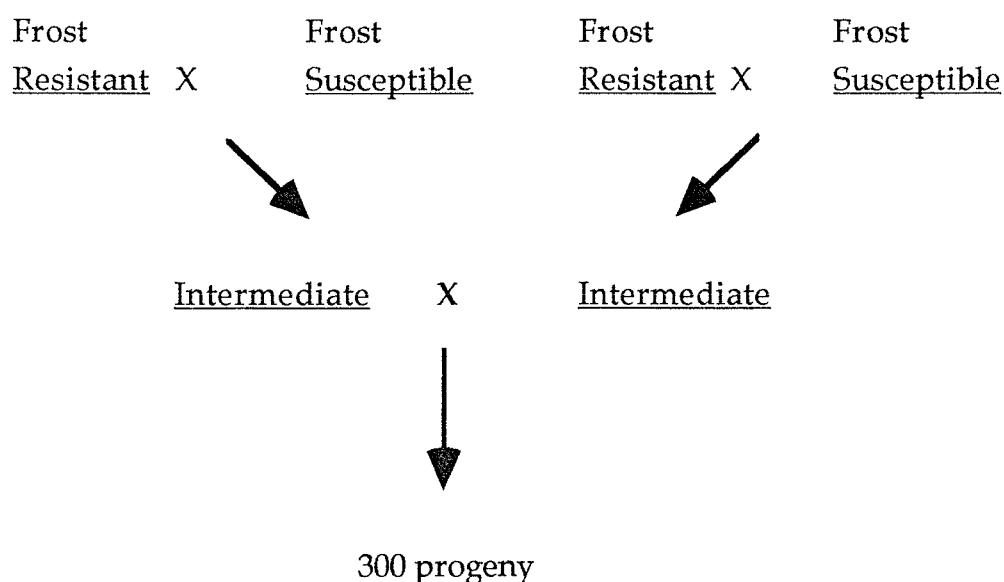 Frost Frost Frost Frost
Resistant X Susceptible Resistant X Susceptible
Intermediate X Intermediate
300 progeny